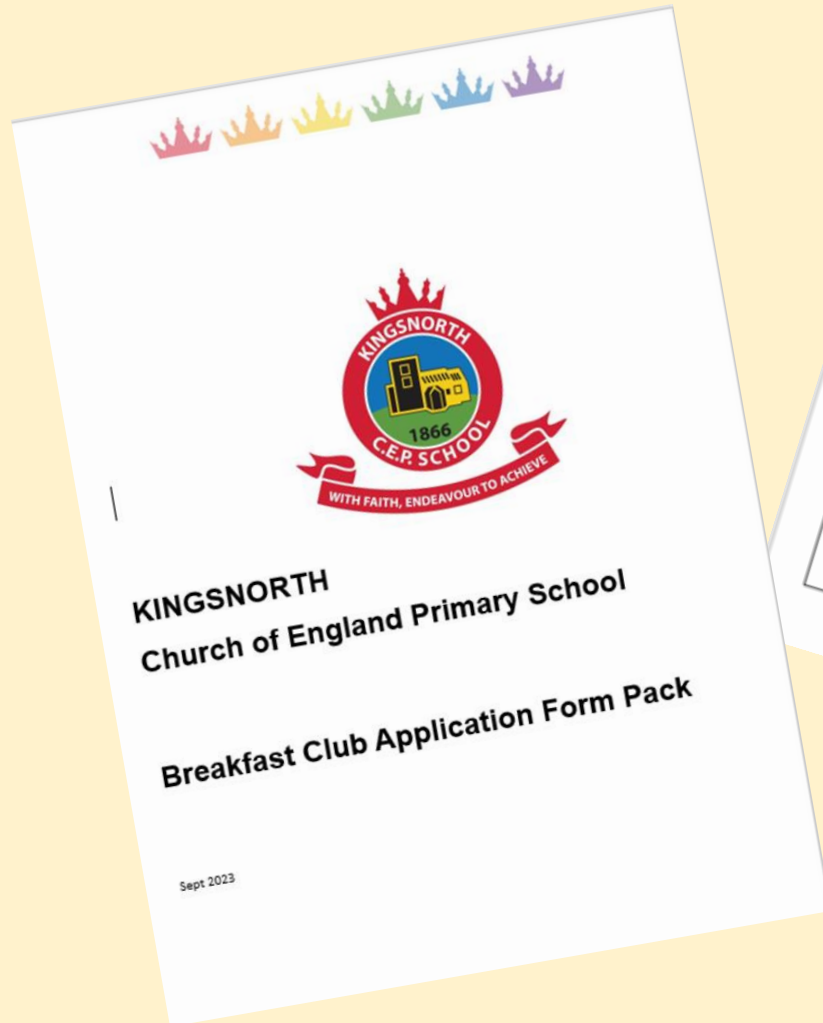 KINGSNORTH
1866
C.E.P. SCHOOL
WITH FAITH, ENDEAVOUR TO ACHIEVE
KINGSNORTH
Church of England Primary School
Breakfast Club Application Form Pack
Sept 2023